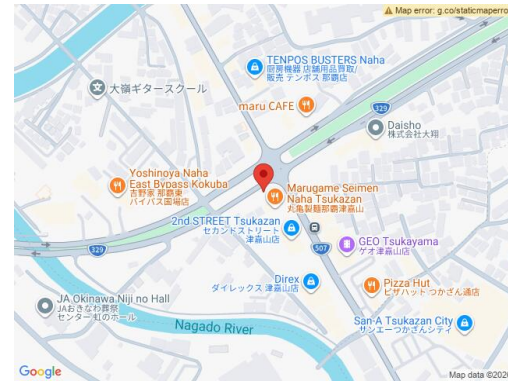 Map error: g.co/staticmaperro
TENPOS BUSTERS Naha
厨房機器 店舗用品買取/
販売 テンポス 那覇店
大嶺ギタースクール
maru CAFE
329
Daisho
株式会社大翔
Yoshinoya Naha
East Bypass Kokuba
吉野家 那覇東
バイパス国場店
Marugame Seimen
Naha Tsukazan
丸亀製麺那覇津嘉山
2nd STREET Tsukazan
セカンドストリート
津嘉山店
329
507
GEO Tsukayama
ゲオ津嘉山店
Direx
ダイレックス 津嘉山店
Pizza Hut
ピザハット つかざん通店
JA Okinawa Niji no Hall
JAおきなわ葬祭
センター 虹のホール
Nagado River
San-A Tsukazan City
サンエーつかざんシティ
Google
Map data ©202